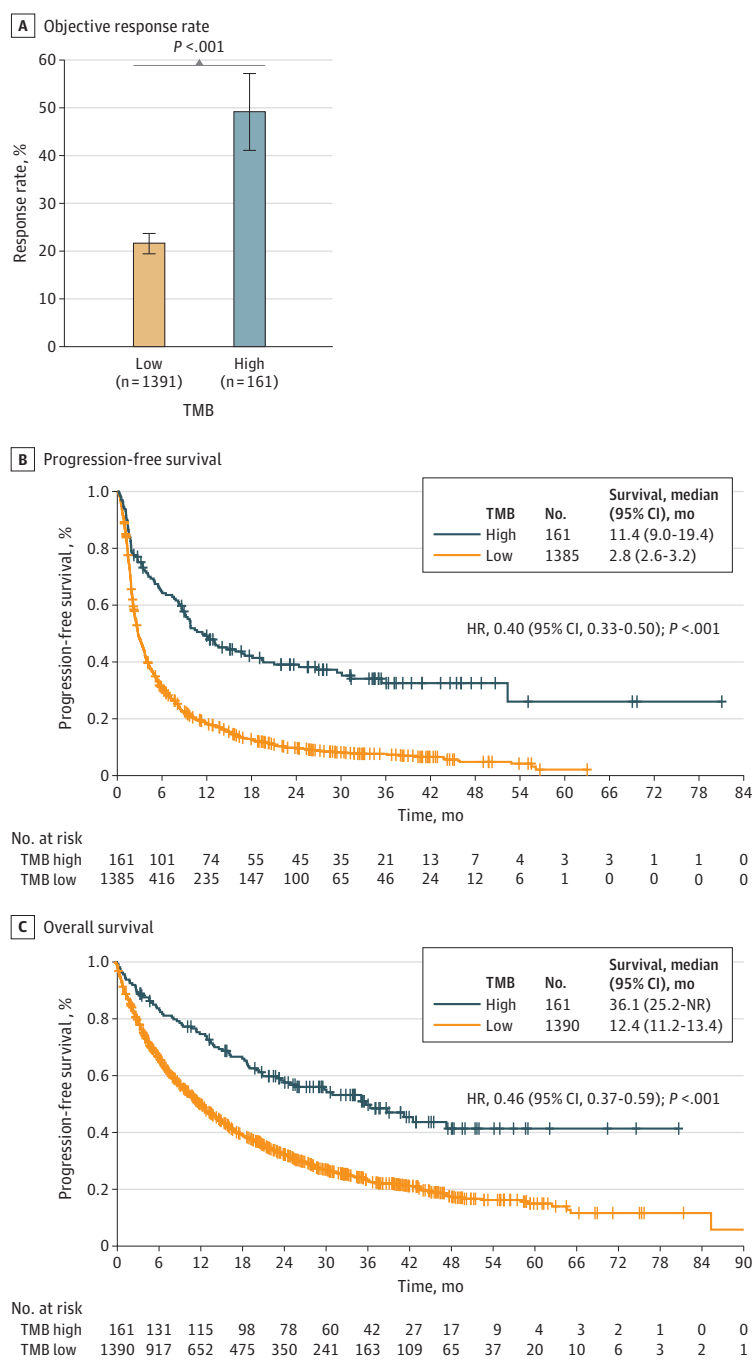 A Objective response rate
P <.001
60
50
40
30
20
10
0
Response rate, %
Low
(n=1391)
High
(n=161)
TMB
B Progression-free survival
1.0
0.8
0.6
0.4
0.2
0
Progression-free survival, %
TMB No. Survival, median (95% CI), mo
High 161 11.4 (9.0-19.4)
Low 1385 2.8 (2.6-3.2)
HR, 0.40 (95% CI, 0.33-0.50); P <.001
0 6 12 18 24 30 36 42 48 54 60 66 72 78 84
Time, mo
No. at risk
TMB high 161 101 74 55 45 35 21 13 7 4 3 3 1 1 0
TMB low 1385 416 235 147 100 65 46 24 12 6 1 0 0 0 0
C Overall survival
1.0
0.8
0.6
0.4
0.2
0
Progression-free survival, %
TMB No. Survival, median (95% CI), mo
High 161 36.1 (25.2-NR)
Low 1390 12.4 (11.2-13.4)
HR, 0.46 (95% CI, 0.37-0.59); P <.001
0 6 12 18 24 30 36 42 48 54 60 66 72 78 84 90
Time, mo
No. at risk
TMB high 161 131 115 98 78 60 42 27 17 9 4 3 2 1 0 0
TMB low 1390 917 652 475 350 241 163 109 65 37 20 10 6 3 2 1